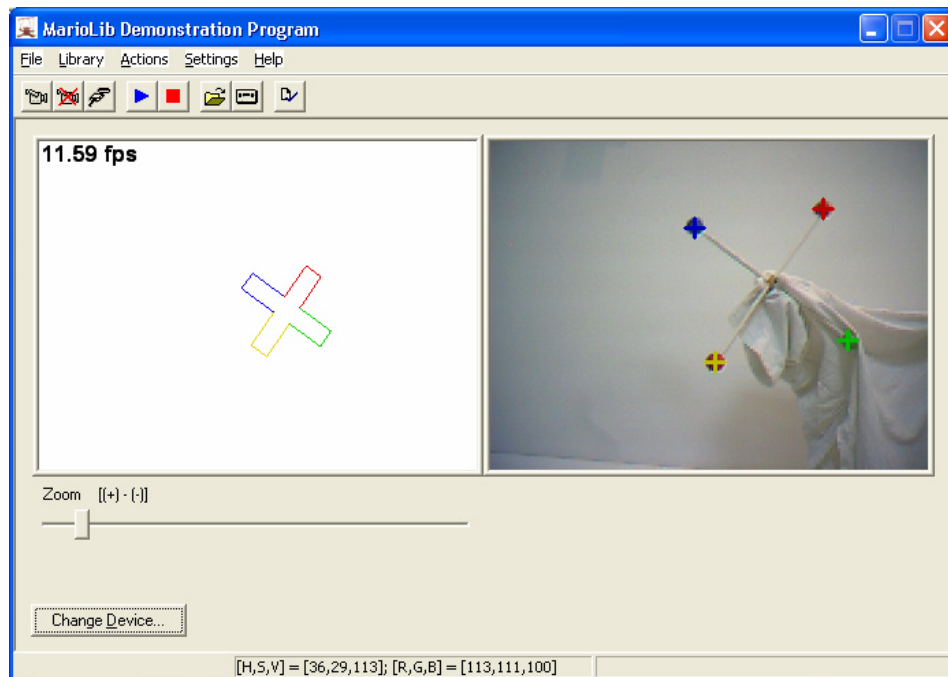 MarioLib Demonstration Program
File Library Actions Settings Help
11.59 fps
Zoom [(+) - (-)]
Change Device...
[H,S,V] = [36,29,113]; [R,G,B] = [113,111,100]